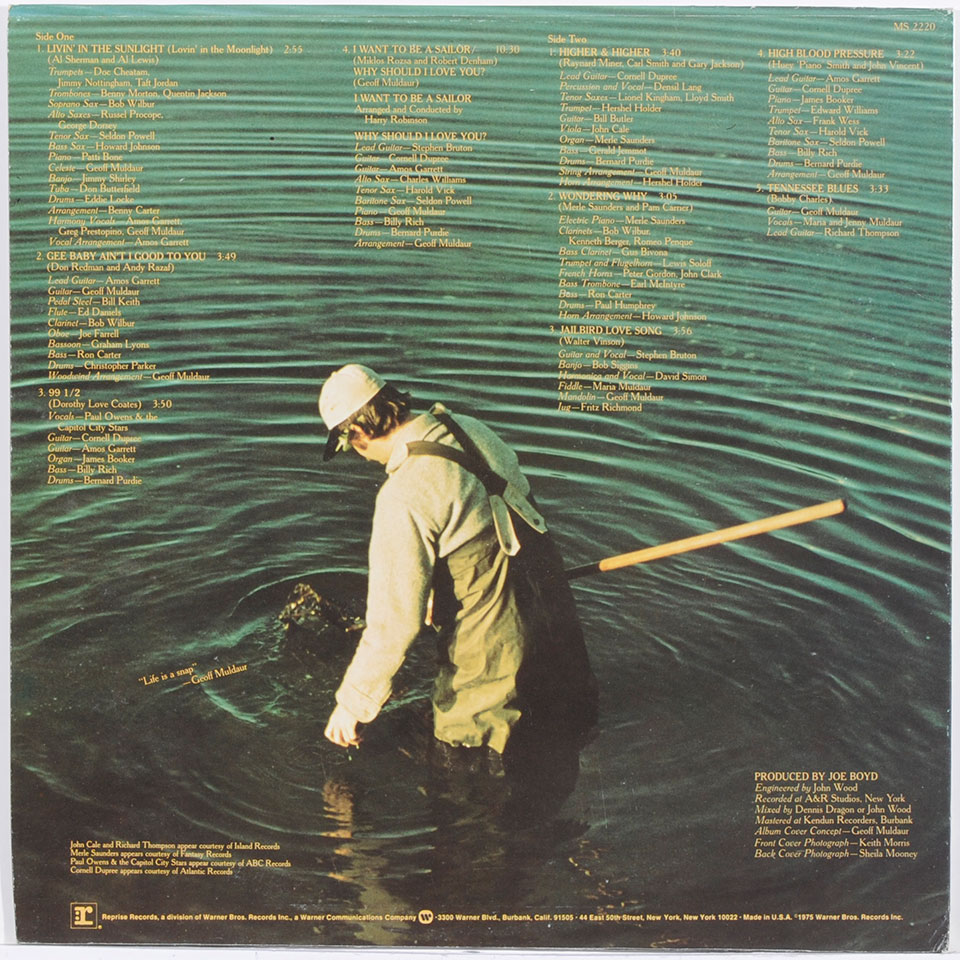 MS 2220
Side One
1. LIVIN' IN THE SUNLIGHT (Lovin' in the Moonlight) 2:55
(Al Sherman and Al Lewis)
Trumpets—Doc Cheatam,
Jimmy Nottingham, Taft Jordan
Trombones—Benny Morton, Quentin Jackson
Soprano Sax—Bob Wilbur
Alto Saxes—Russel Procope,
George Dorsey
Tenor Sax—Seldon Powell
Bass Sax—Howard Johnson
Piano—Patti Bone
Celeste—Geoff Muldaur
Banjo—Jimmy Shirley
Tuba—Don Butterfield
Drums—Eddie Locke
Arrangement—Benny Carter
Harmony Vocals—Amos Garrett,
Greg Prestopino, Geoff Muldaur
Vocal Arrangement—Amos Garrett
2. GEE BABY AIN'T I GOOD TO YOU 3:49
(Don Redman and Andy Razaf)
Lead Guitar—Amos Garrett
Guitar—Geoff Muldaur
Pedal Steel—Bill Keith
Flute—Ed Daniels
Clarinet—Bob Wilbur
Oboe—Joe Farrell
Bassoon—Graham Lyons
Bass—Ron Carter
Drums—Christopher Parker
Woodwind Arrangement—Geoff Muldaur
3. 99 1/2
(Dorothy Love Coates) 3:50
Vocals—Paul Owens & the
Capitol City Stars
Guitar—Cornell Dupree
Guitar—Amos Garrett
Organ—James Booker
Bass—Billy Rich
Drums—Bernard Purdie
4. I WANT TO BE A SAILOR/ 10:30
(Miklos Rozsa and Robert Denham)
WHY SHOULD I LOVE YOU?
(Geoff Muldaur)
I WANT TO BE A SAILOR
Arranged and Conducted by
Harry Robinson
WHY SHOULD I LOVE YOU?
Lead Guitar—Stephen Bruton
Guitar—Cornell Dupree
Guitar—Amos Garrett
Alto Sax—Charles Williams
Tenor Sax—Harold Vick
Baritone Sax—Seldon Powell
Piano—Geoff Muldaur
Bass—Billy Rich
Drums—Bernard Purdie
Arrangement—Geoff Muldaur
Side Two
1. HIGHER & HIGHER 3:40
(Raynard Miner, Carl Smith and Gary Jackson)
Lead Guitar—Cornell Dupree
Percussion and Vocal—Densil Lang
Tenor Saxes—Lionel Kingham, Lloyd Smith
Trumpet—Hershel Holder
Guitar—Bill Butler
Viola—John Cale
Organ—Merle Saunders
Bass—Gerald Jemmot
Drums—Bernard Purdie
String Arrangement—Geoff Muldaur
Horn Arrangement—Hershel Holder
2. WONDERING WHY 3:05
(Merle Saunders and Pam Carrier)
Electric Piano—Merle Saunders
Clarinets—Bob Wilbur,
Kenneth Berger, Romeo Penque
Bass Clarinet—Gus Bivona
Trumpet and Flugelhorn—Lewis Soloff
French Horns—Peter Gordon, John Clark
Bass Trombone—Earl McIntyre
Bass—Ron Carter
Drums—Paul Humphrey
Horn Arrangement—Howard Johnson
3. JAILBIRD LOVE SONG 3:56
(Walter Vinson)
Guitar and Vocal—Stephen Bruton
Banjo—Bob Siggins
Harmonica and Vocal—David Simon
Fiddle—Maria Muldaur
Mandolin—Geoff Muldaur
Jug—Fritz Richmond
4. HIGH BLOOD PRESSURE 3:22
(Huey 'Piano' Smith and John Vincent)
Lead Guitar—Amos Garrett
Guitar—Cornell Dupree
Piano—James Booker
Trumpet—Edward Williams
Alto Sax—Frank Wess
Tenor Sax—Harold Vick
Baritone Sax—Seldon Powell
Bass—Billy Rich
Drums—Bernard Purdie
Arrangement—Geoff Muldaur
5. TENNESSEE BLUES 3:33
(Bobby Charles)
Guitar—Geoff Muldaur
Vocals—Maria and Jenny Muldaur
Lead Guitar—Richard Thompson
"Life is a snap"
—Geoff Muldaur
PRODUCED BY JOE BOYD
Engineered by John Wood
Recorded at A&R Studios, New York
Mixed by Dennis Dragon or John Wood
Mastered at Kendun Recorders, Burbank
Album Cover Concept—Geoff Muldaur
Front Cover Photograph—Keith Morris
Back Cover Photograph—Sheila Mooney
John Cale and Richard Thompson appear courtesy of Island Records
Merle Saunders appears courtesy of Fantasy Records
Paul Owens & the Capitol City Stars appear courtesy of ABC Records
Cornell Dupree appears courtesy of Atlantic Records
Reprise Records, a division of Warner Bros. Records Inc., a Warner Communications Company W ·3300 Warner Blvd., Burbank, Calif. 91505 · 44 East 50th Street, New York, New York 10022 · Made in U.S.A. ©1975 Warner Bros. Records Inc.